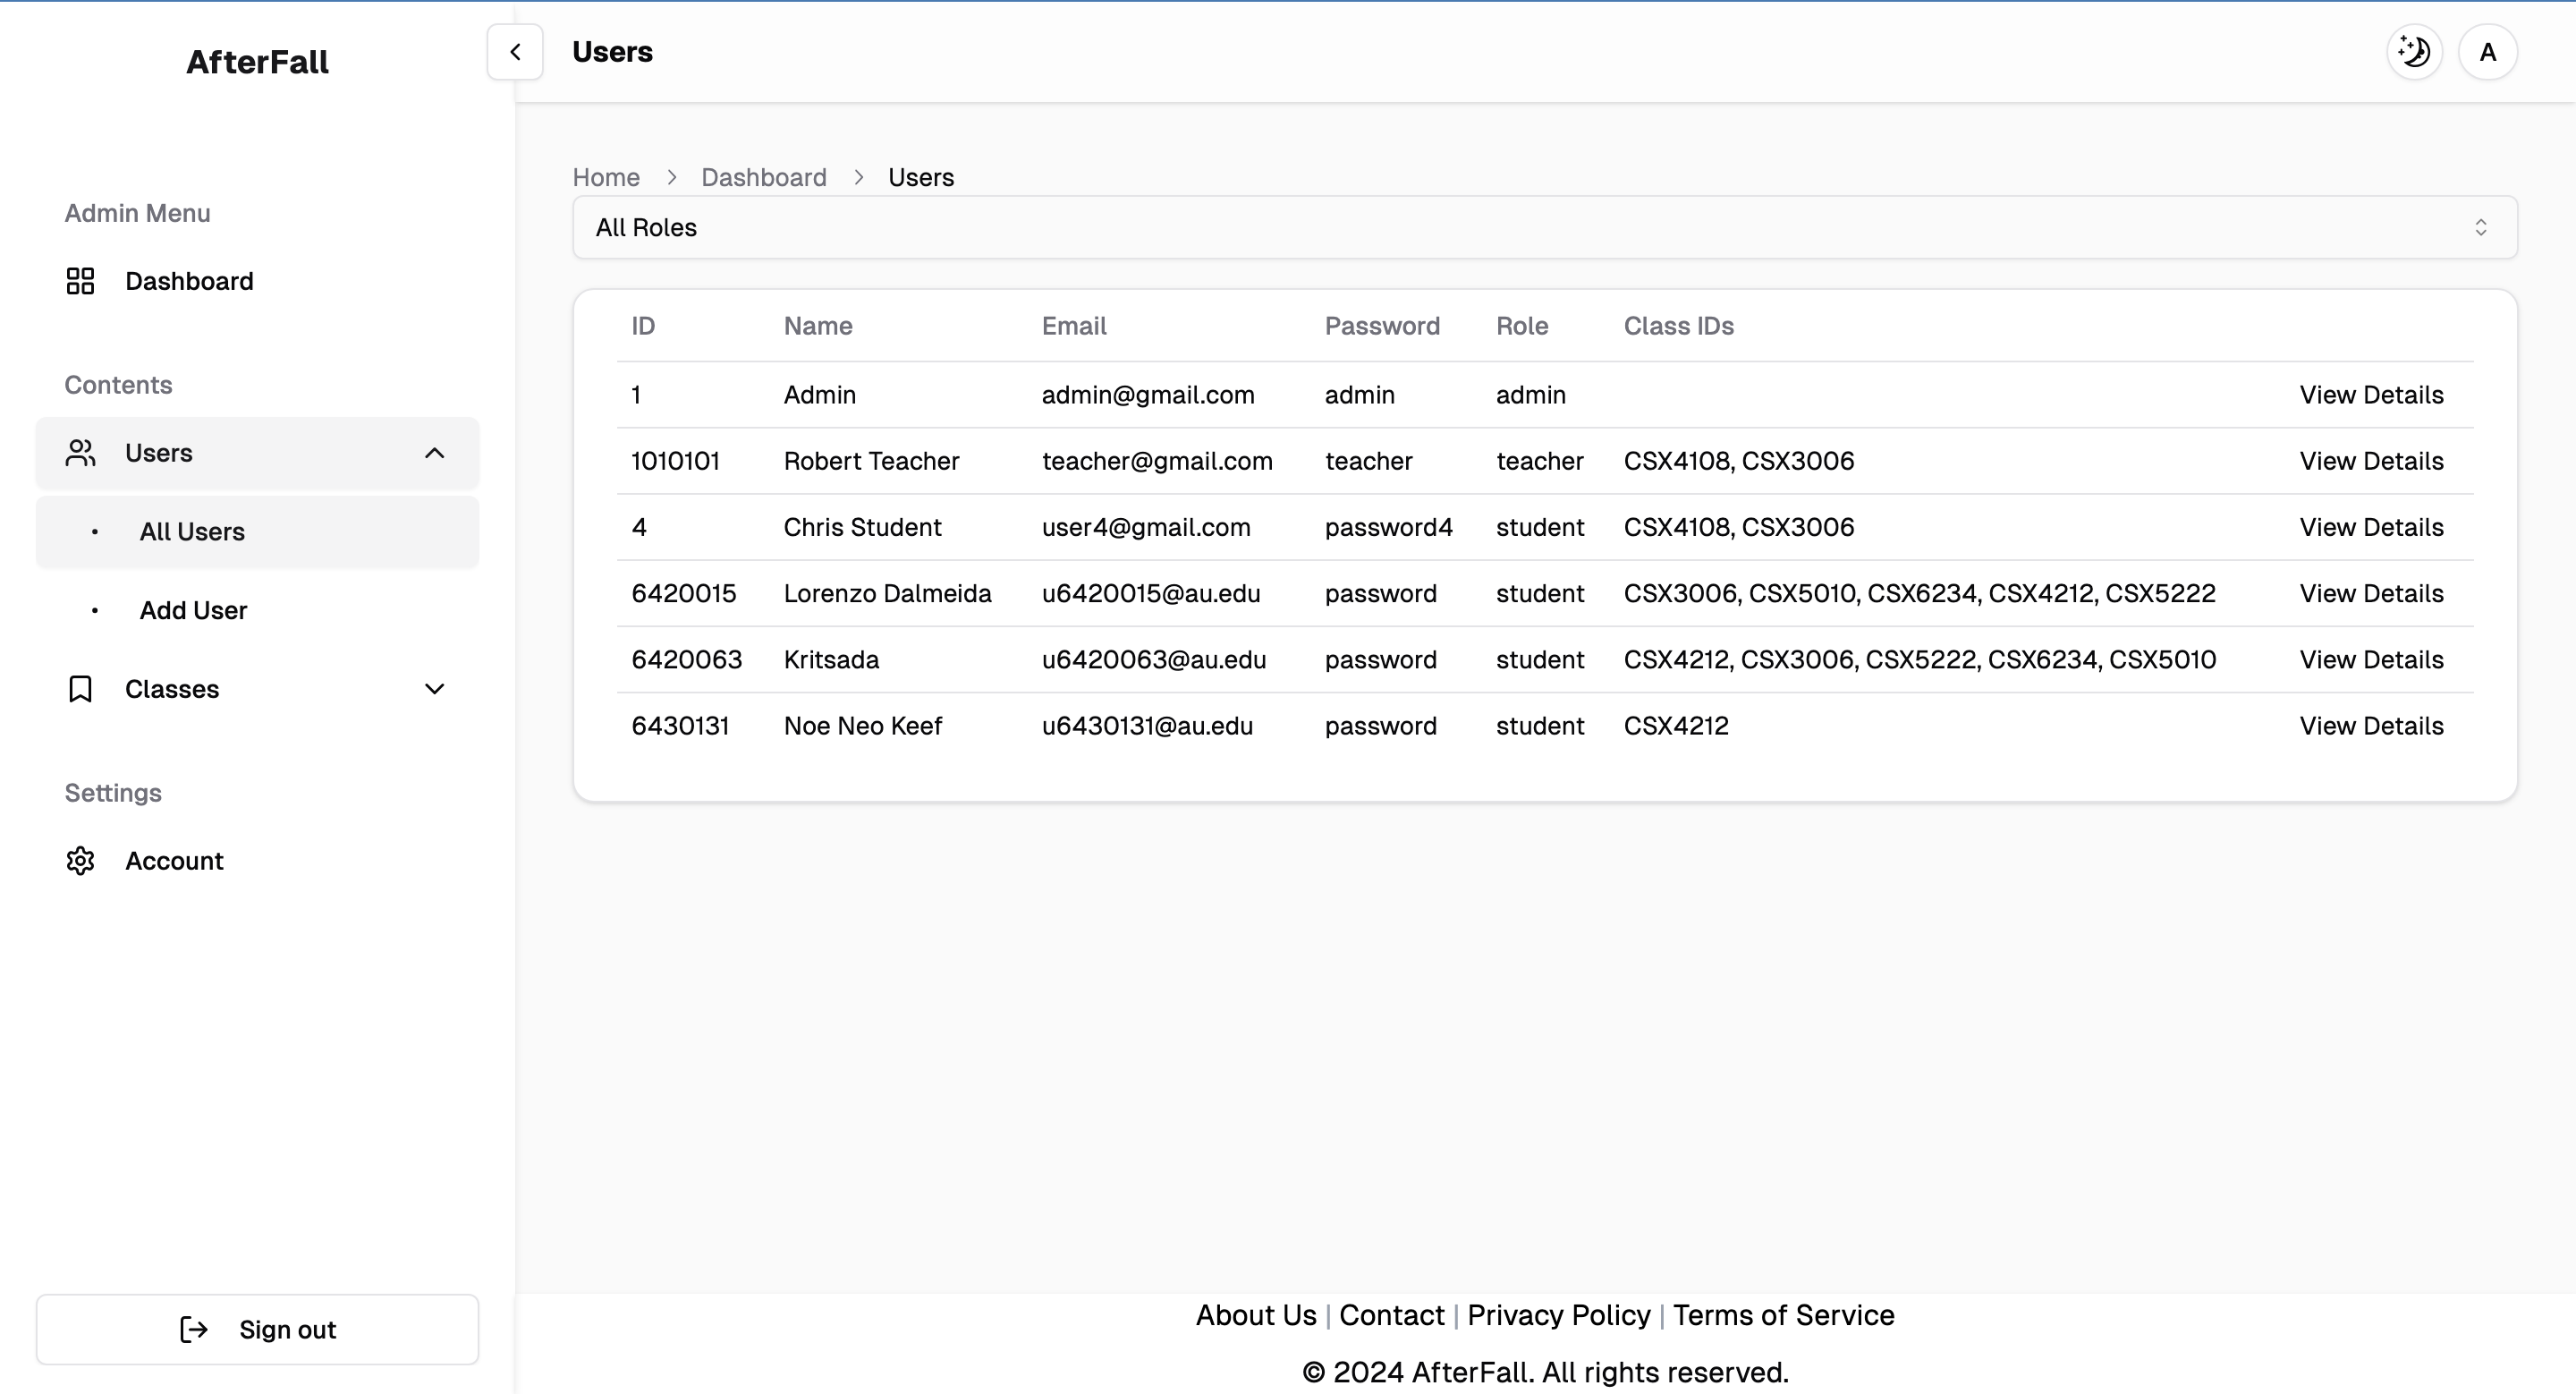 AfterFall
Admin Menu
Dashboard
Contents
Users
All Users
Add User
Classes
Settings
Account
Sign out
Users
A
Home > Dashboard > Users
All Roles
ID Name Email Password Role Class IDs
1 Admin admin@gmail.com admin admin View Details
1010101 Robert Teacher teacher@gmail.com teacher teacher CSX4108, CSX3006 View Details
4 Chris Student user4@gmail.com password4 student CSX4108, CSX3006 View Details
6420015 Lorenzo Dalmeida u6420015@au.edu password student CSX3006, CSX5010, CSX6234, CSX4212, CSX5222 View Details
6420063 Kritsada u6420063@au.edu password student CSX4212, CSX3006, CSX5222, CSX6234, CSX5010 View Details
6430131 Noe Neo Keef u6430131@au.edu password student CSX4212 View Details
About Us | Contact | Privacy Policy | Terms of Service
© 2024 AfterFall. All rights reserved.